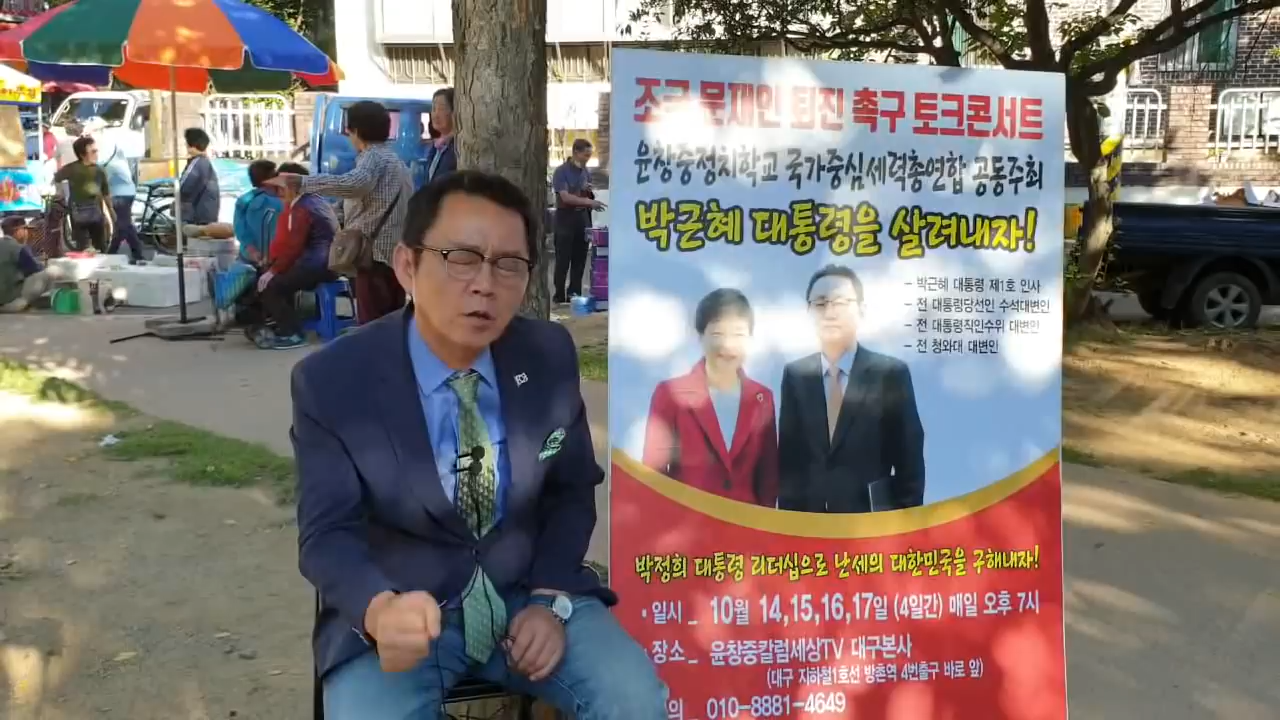 조국 문재인 퇴진 촉구 토크콘서트
윤창중정치학교 국가중심세력총연합 공동주최
박근혜 대통령을 살려내자!
- 박근혜 대통령 제1호 인사
- 전 대통령당선인 수석대변인
- 전 대통령직인수위 대변인
- 전 청와대 대변인
박정희 대통령 리더십으로 난세의 대한민국을 구해내자!
· 일시_ 10월 14,15,16,17일 (4일간) 매일 오후 7시
장소_ 윤창중칼럼세상TV 대구본사
(대구 지하철1호선 방촌역 4번출구 바로 앞)
의_ 010-8881-4649